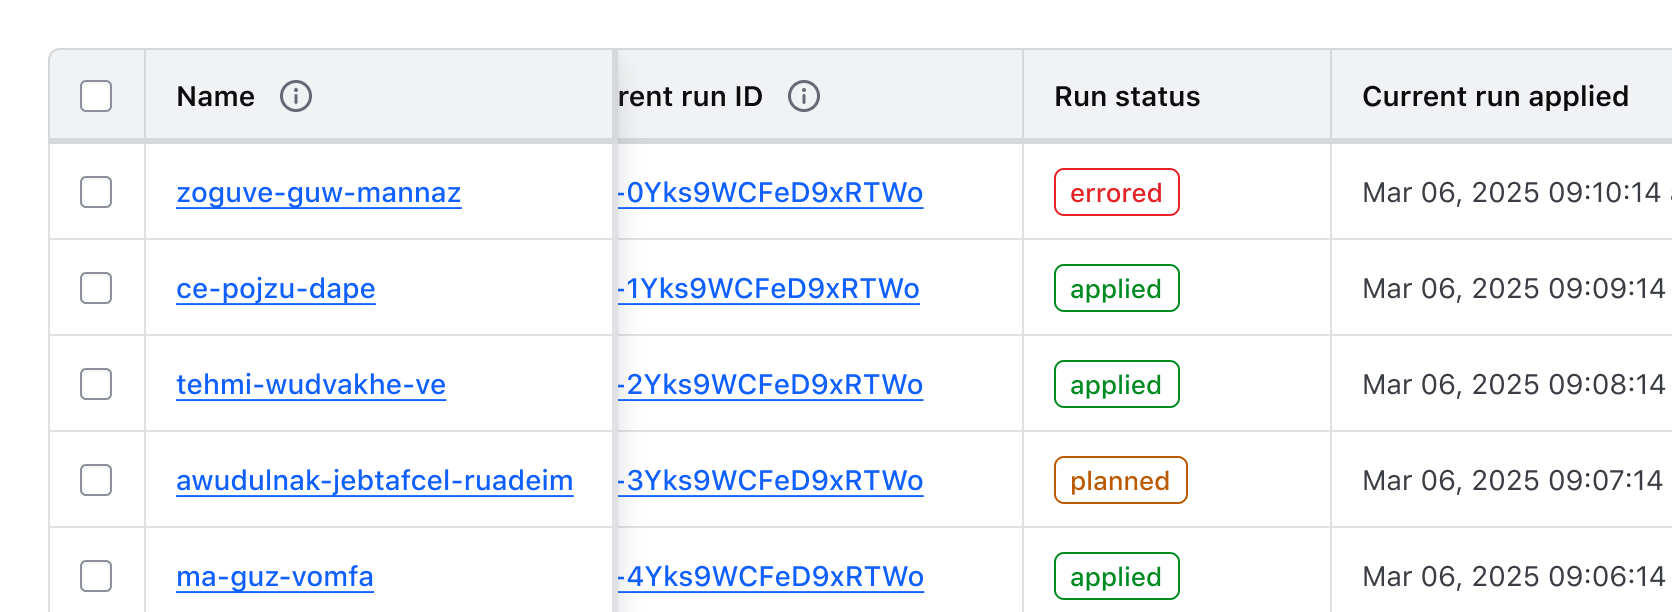 Name rent run ID Run status Current run applied
zoguve-guw-mannaz -0Yks9WCFeD9xRTWo errored Mar 06, 2025 09:10:14
ce-pojzu-dape -1Yks9WCFeD9xRTWo applied Mar 06, 2025 09:09:14
tehmi-wudvakhe-ve -2Yks9WCFeD9xRTWo applied Mar 06, 2025 09:08:14
awudulnak-jebtafcel-ruadeim -3Yks9WCFeD9xRTWo planned Mar 06, 2025 09:07:14
ma-guz-vomfa -4Yks9WCFeD9xRTWo applied Mar 06, 2025 09:06:14